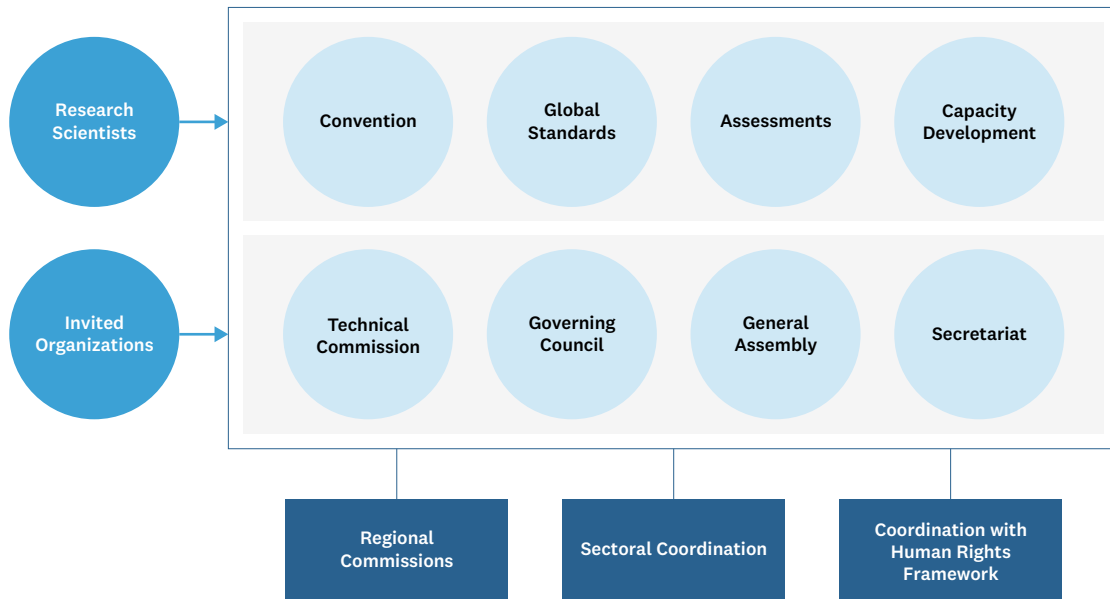 Research
Scientists
Convention
Global
Standards
Assessments
Capacity
Development
Invited
Organizations
Technical
Commission
Governing
Council
General
Assembly
Secretariat
Regional
Commissions
Sectoral Coordination
Coordination with
Human Rights
Framework